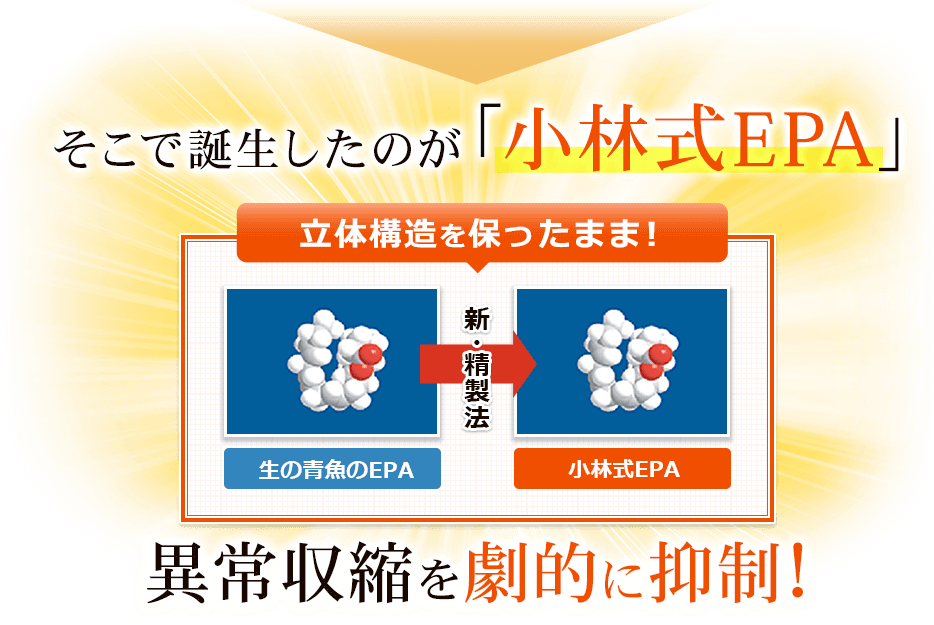 そこで誕生したのが「小林式EPA」
立体構造を保ったまま！
新・精製法
生の青魚のEPA
小林式EPA
異常収縮を劇的に抑制！